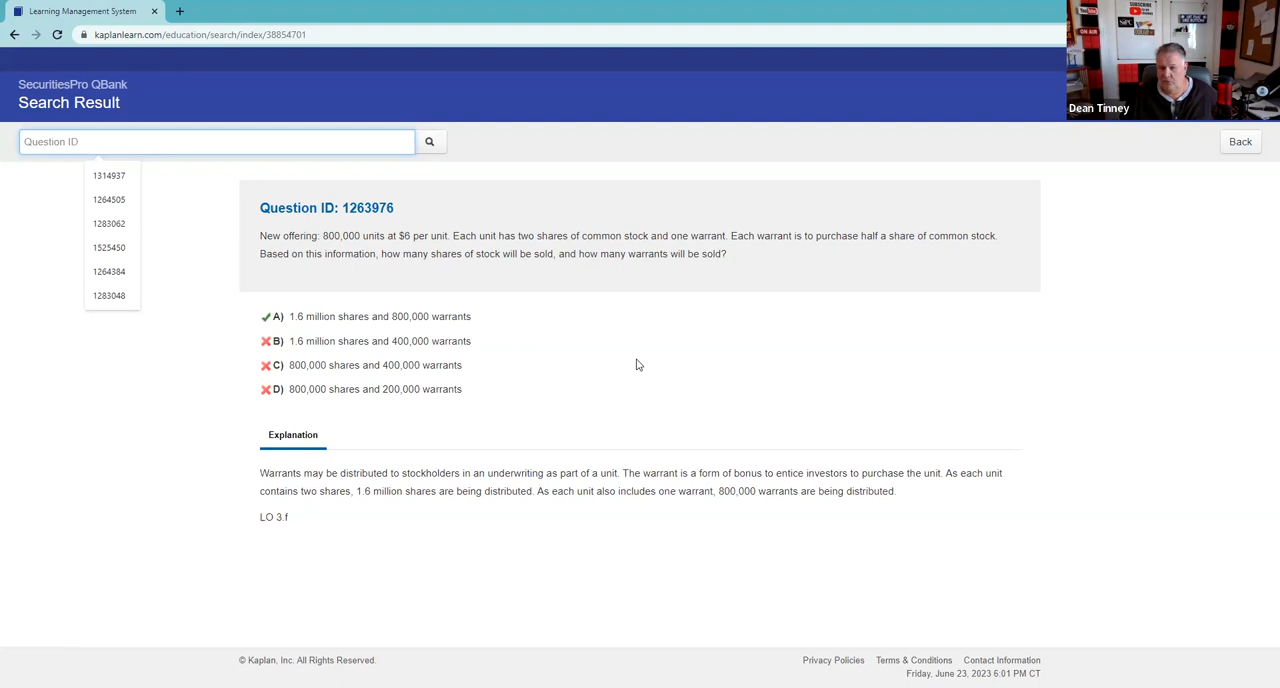 Learning Management System
kaplanlearn.com/education/search/index/38854701
SecuritiesPro QBank
Search Result
Dean Tinney
YouTube
SUBSCRIBE
SiPC
ON AIR
Question ID
Back
1314937
1264505
1283062
1525450
1264384
1283048
Question ID: 1263976
New offering: 800,000 units at $6 per unit. Each unit has two shares of common stock and one warrant. Each warrant is to purchase half a share of common stock.
Based on this information, how many shares of stock will be sold, and how many warrants will be sold?
A) 1.6 million shares and 800,000 warrants
B) 1.6 million shares and 400,000 warrants
C) 800,000 shares and 400,000 warrants
D) 800,000 shares and 200,000 warrants
Explanation
Warrants may be distributed to stockholders in an underwriting as part of a unit. The warrant is a form of bonus to entice investors to purchase the unit. As each unit
contains two shares, 1.6 million shares are being distributed. As each unit also includes one warrant, 800,000 warrants are being distributed.
LO 3.f
© Kaplan, Inc. All Rights Reserved.
Privacy Policies Terms & Conditions Contact Information
Friday, June 23, 2023 6:01 PM CT